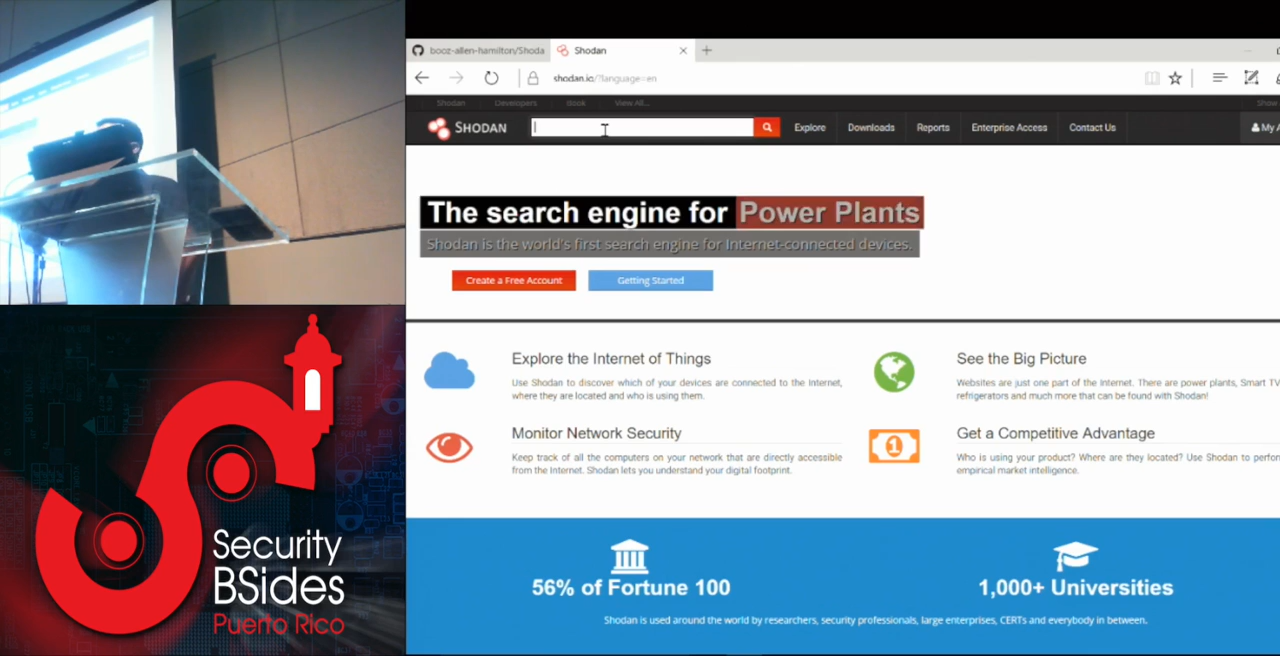 booz-allen-hamilton/Shoda
Shodan
shodan.io/?language=en
Shodan Developers Book View All...
Show
SHODAN
Explore Downloads Reports Enterprise Access Contact Us
My A
The search engine for Power Plants
Shodan is the world's first search engine for Internet-connected devices.
Create a Free Account Getting Started
Explore the Internet of Things
Use Shodan to discover which of your devices are connected to the Internet,
where they are located and who is using them.
See the Big Picture
Websites are just one part of the Internet. There are power plants, Smart TV
refrigerators and much more that can be found with Shodan!
Monitor Network Security
Keep track of all the computers on your network that are directly accessible
from the Internet. Shodan lets you understand your digital footprint.
1
Get a Competitive Advantage
Who is using your product? Where are they located? Use Shodan to perfor
empirical market intelligence.
56% of Fortune 100
1,000+ Universities
Shodan is used around the world by researchers, security professionals, large enterprises, CERTs and everybody in between.
Security
BSides
Puerto Rico